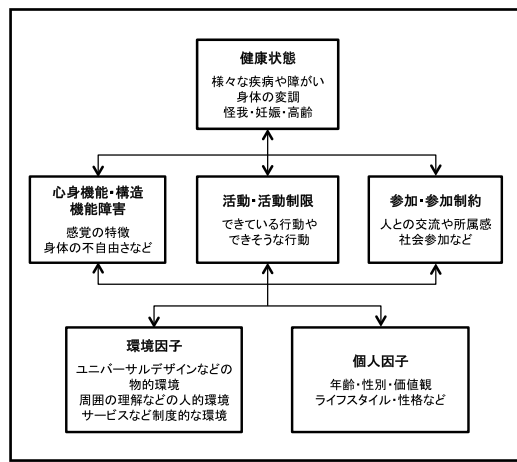 健康状態
様々な疾病や障がい
身体の変調
怪我・妊娠・高齢
心身機能・構造
機能障害
感覚の特徴
身体の不自由さなど
活動・活動制限
できている行動や
できそうな行動
参加・参加制約
人との交流や所属感
社会参加など
環境因子
ユニバーサルデザインなどの
物的環境
周囲の理解などの人的環境
サービスなど制度的な環境
個人因子
年齢・性別・価値観
ライフスタイル・性格など